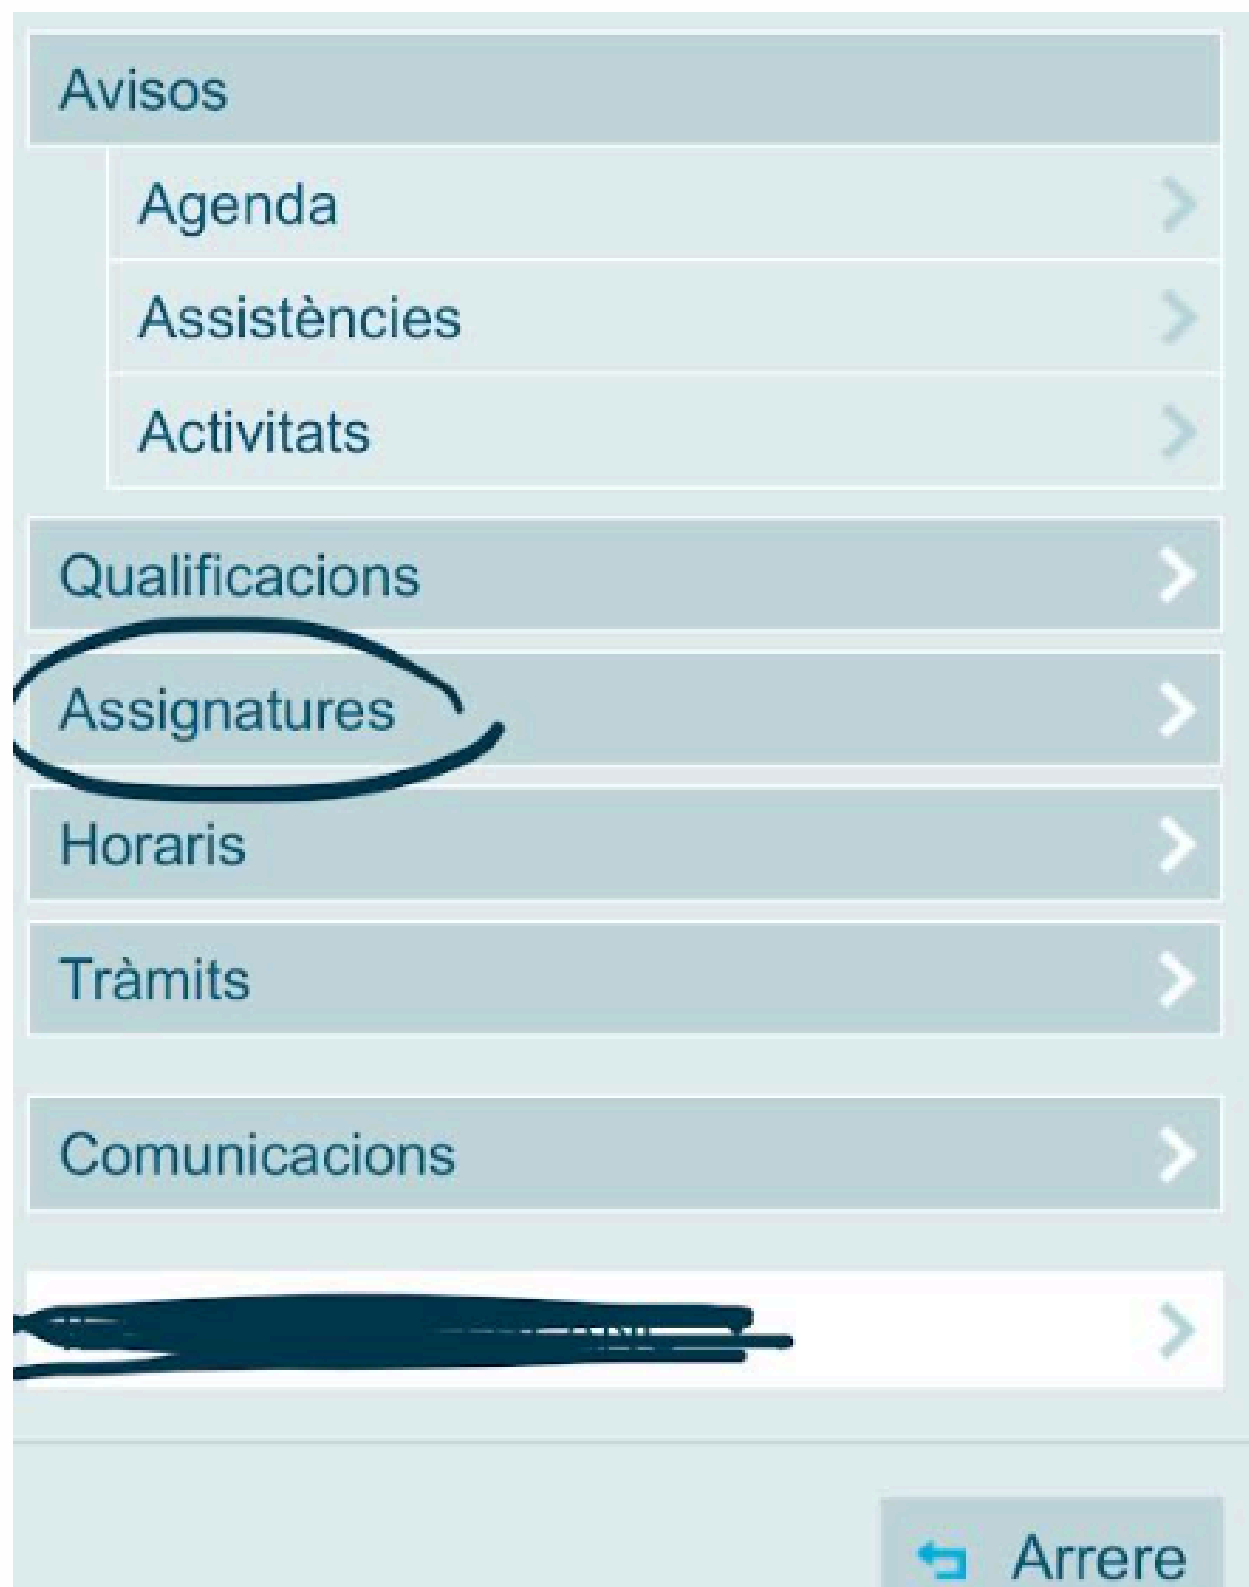 Avisos
Agenda
Assistències
Activitats
Qualificacions
Assignatures
Horaris
Tràmits
Comunicacions
Arrere